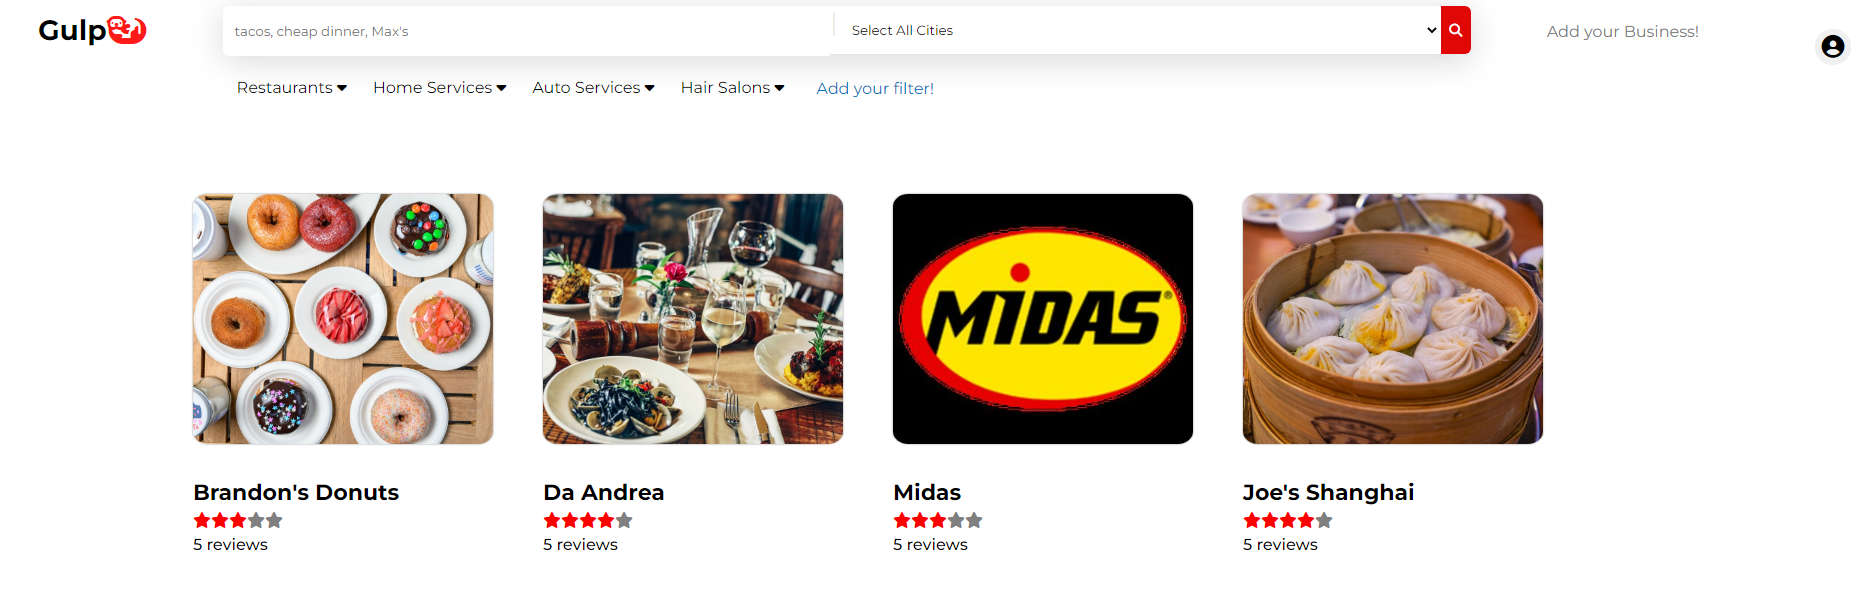 Gulp
tacos, cheap dinner, Max's
Select All Cities
Add your Business!
Restaurants
Home Services
Auto Services
Hair Salons
Add your filter!
MIDAS®
Brandon's Donuts
5 reviews
Da Andrea
5 reviews
Midas
5 reviews
Joe's Shanghai
5 reviews